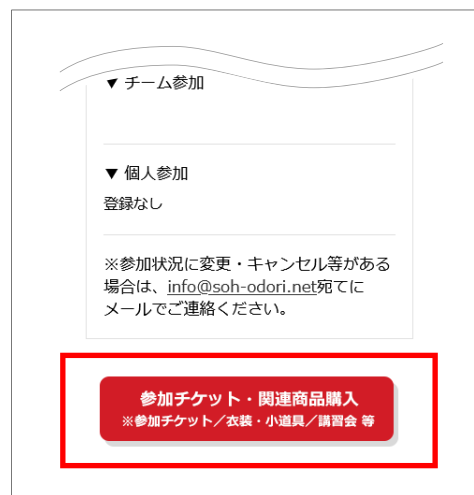 ▼ チーム参加
▼ 個人参加
登録なし
※参加状況に変更・キャンセル等がある
場合は、info@soh-odori.net宛てに
メールでご連絡ください。
参加チケット・関連商品購入
※参加チケット／衣装・小道具／講習会 等